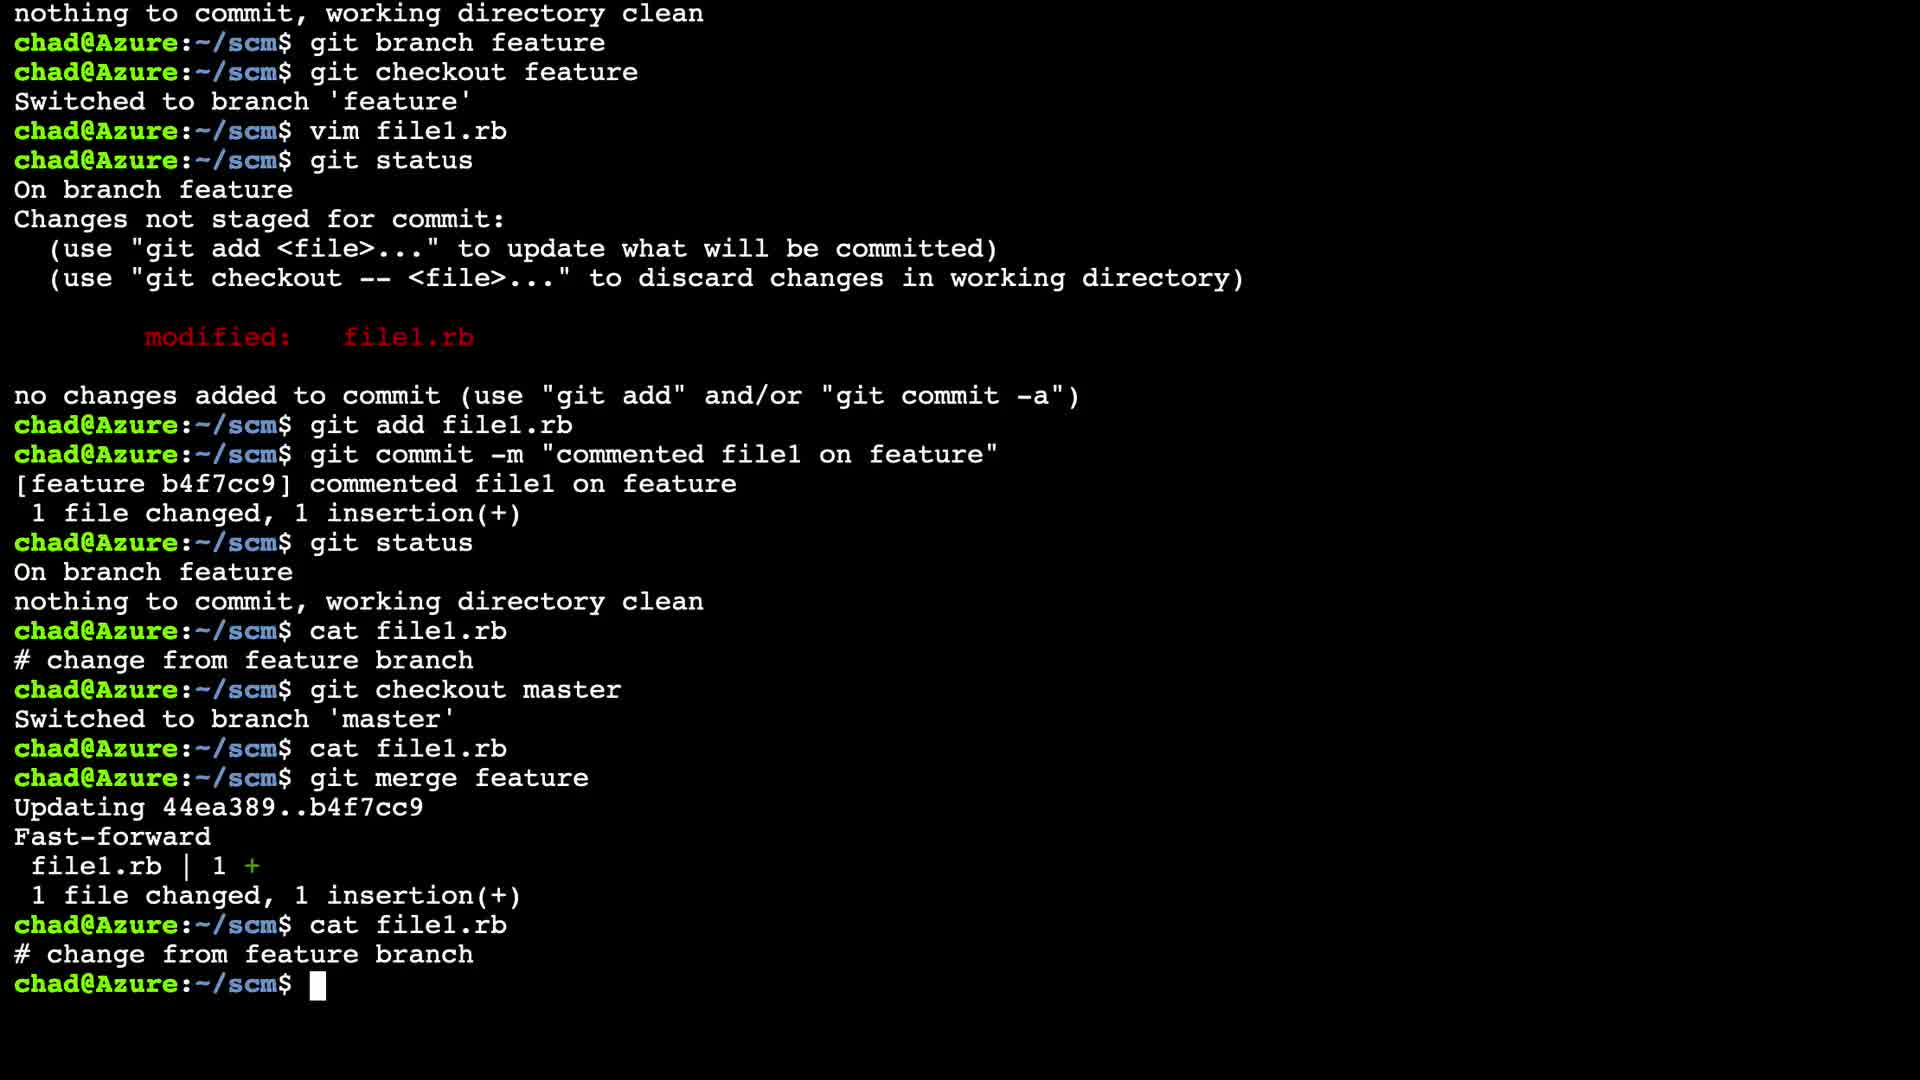 nothing to commit, working directory clean
chad@Azure:~/scm$ git branch feature
chad@Azure:~/scm$ git checkout feature
Switched to branch 'feature'
chad@Azure:~/scm$ vim file1.rb
chad@Azure:~/scm$ git status
On branch feature
Changes not staged for commit:
  (use "git add <file>..." to update what will be committed)
  (use "git checkout -- <file>..." to discard changes in working directory)
        modified:   file1.rb
no changes added to commit (use "git add" and/or "git commit -a")
chad@Azure:~/scm$ git add file1.rb
chad@Azure:~/scm$ git commit -m "commented file1 on feature"
[feature b4f7cc9] commented file1 on feature
 1 file changed, 1 insertion(+)
chad@Azure:~/scm$ git status
On branch feature
nothing to commit, working directory clean
chad@Azure:~/scm$ cat file1.rb
# change from feature branch
chad@Azure:~/scm$ git checkout master
Switched to branch 'master'
chad@Azure:~/scm$ cat file1.rb
chad@Azure:~/scm$ git merge feature
Updating 44ea389..b4f7cc9
Fast-forward
 file1.rb | 1 +
 1 file changed, 1 insertion(+)
chad@Azure:~/scm$ cat file1.rb
# change from feature branch
chad@Azure:~/scm$